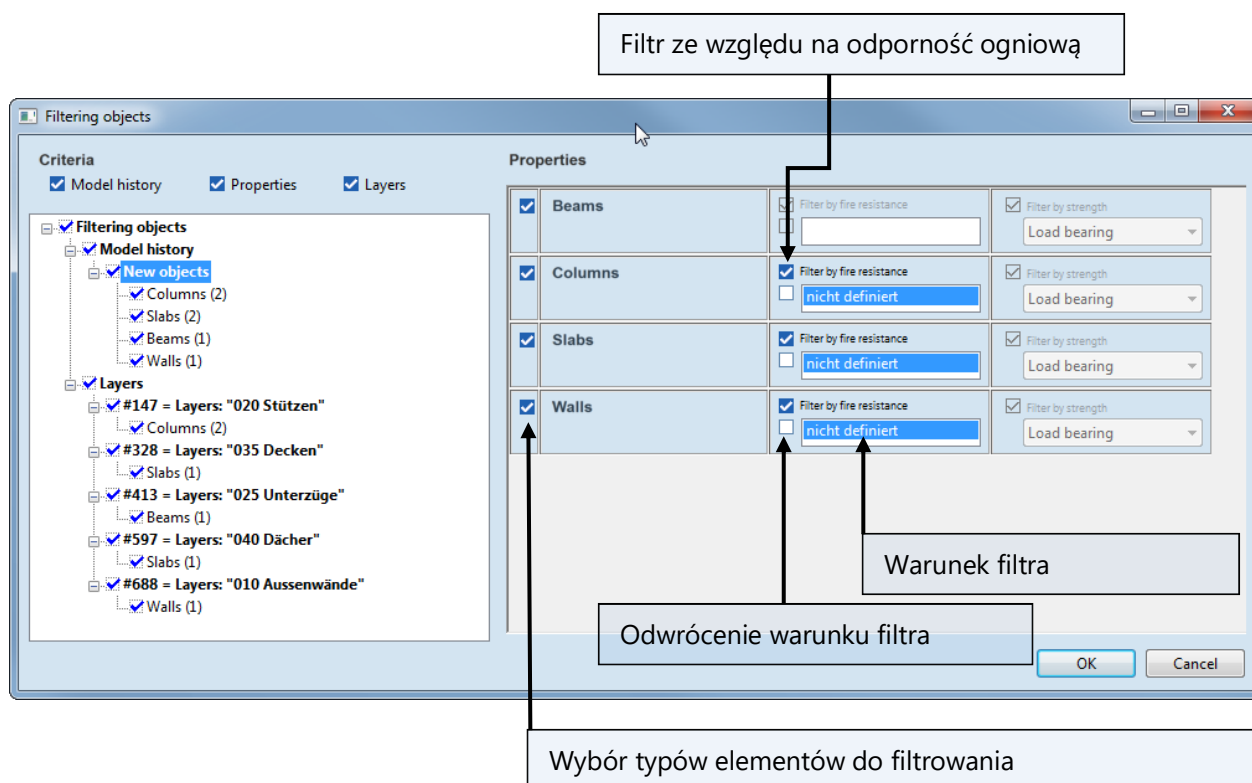 Filtr ze względu na odporność ogniową
Filtering objects
Criteria
Model history Properties Layers
Filtering objects
Model history
New objects
Columns (2)
Slabs (2)
Beams (1)
Walls (1)
Layers
#147 = Layers: "020 Stützen"
Columns (2)
#328 = Layers: "035 Decken"
Slabs (1)
#413 = Layers: "025 Unterzüge"
Beams (1)
#597 = Layers: "040 Dächer"
Slabs (1)
#688 = Layers: "010 Aussenwände"
Walls (1)
Properties
Beams Filter by fire resistance Filter by strength
Load bearing
Columns Filter by fire resistance Filter by strength
nicht definiert Load bearing
Slabs Filter by fire resistance Filter by strength
nicht definiert Load bearing
Walls Filter by fire resistance Filter by strength
nicht definiert Load bearing
Warunek filtra
Odwrócenie warunku filtra
OK Cancel
Wybór typów elementów do filtrowania